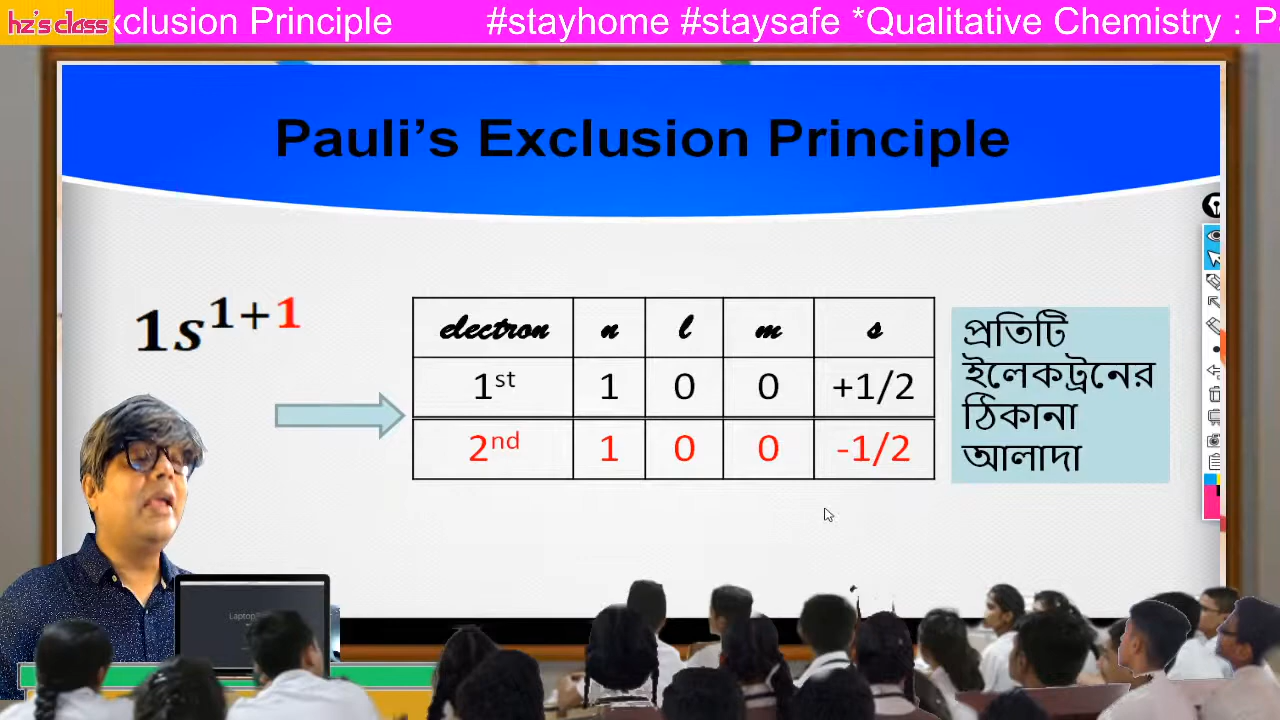 hz's class
xclusion Principle #stayhome #staysafe *Qualitative Chemistry : P
Pauli's Exclusion Principle
1s1+1
electron n l m s
1st 1 0 0 +1/2
2nd 1 0 0 -1/2
প্রতিটি
ইলেকট্রনের
ঠিকানা
আলাদা